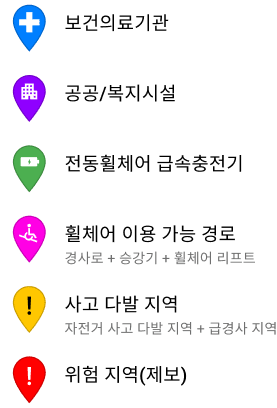 보건의료기관
공공/복지시설
전동휠체어 급속충전기
휠체어 이용 가능 경로
경사로 + 승강기 + 휠체어 리프트
사고 다발 지역
자전거 사고 다발 지역 + 급경사 지역
위험 지역(제보)